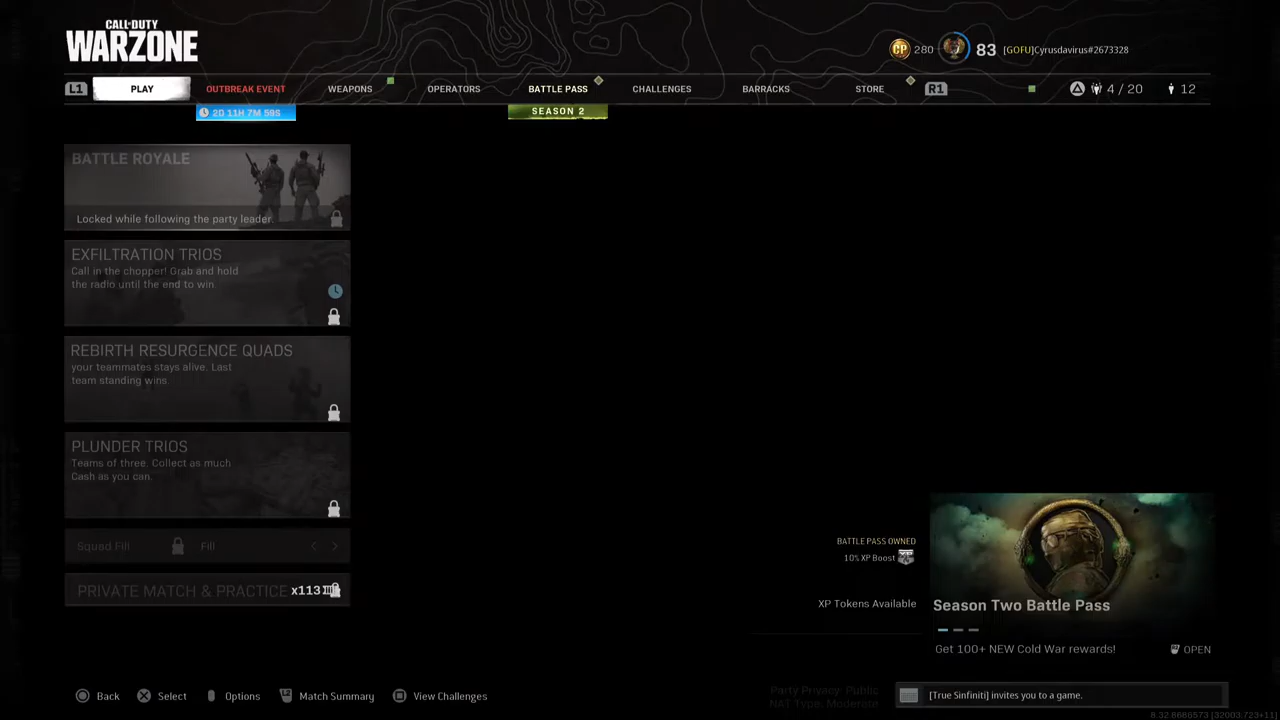 CALL OF DUTY
WARZONE
CP 280
83
[GOFU]Cyrusdavirus#2673328
L1
PLAY
OUTBREAK EVENT
WEAPONS
OPERATORS
BATTLE PASS
CHALLENGES
BARRACKS
STORE
R1
4 / 20
12
2D 11H 7M 59S
SEASON 2
BATTLE ROYALE
Locked while following the party leader.
EXFILTRATION TRIOS
Call in the chopper! Grab and hold
the radio until the end to win.
REBIRTH RESURGENCE QUADS
your teammates stays alive. Last
team standing wins.
PLUNDER TRIOS
Teams of three. Collect as much
Cash as you can.
Squad Fill
Fill
PRIVATE MATCH & PRACTICE
x113
BATTLE PASS OWNED
10% XP Boost
XP Tokens Available
Season Two Battle Pass
Get 100+ NEW Cold War rewards!
OPEN
Back
Select
Options
Match Summary
View Challenges
Party Privacy: Public
NAT Type: Moderate
[True Sinfiniti] invites you to a game.